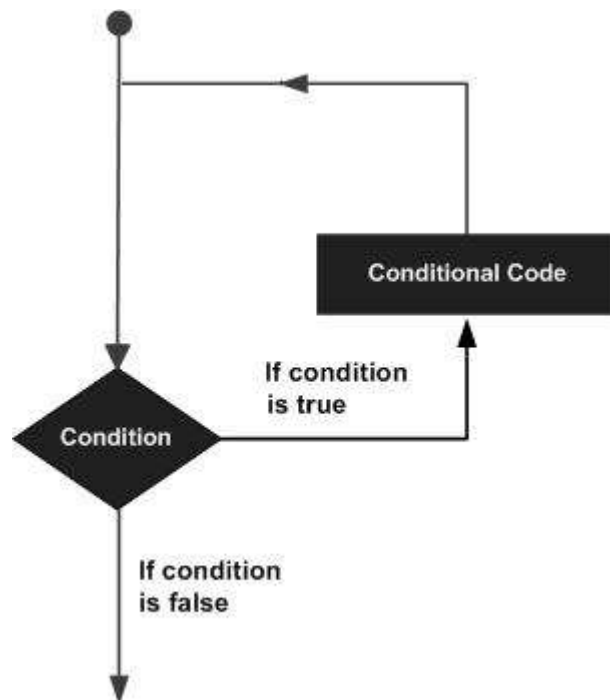 Conditional Code
If condition
is true
Condition
If condition
is false